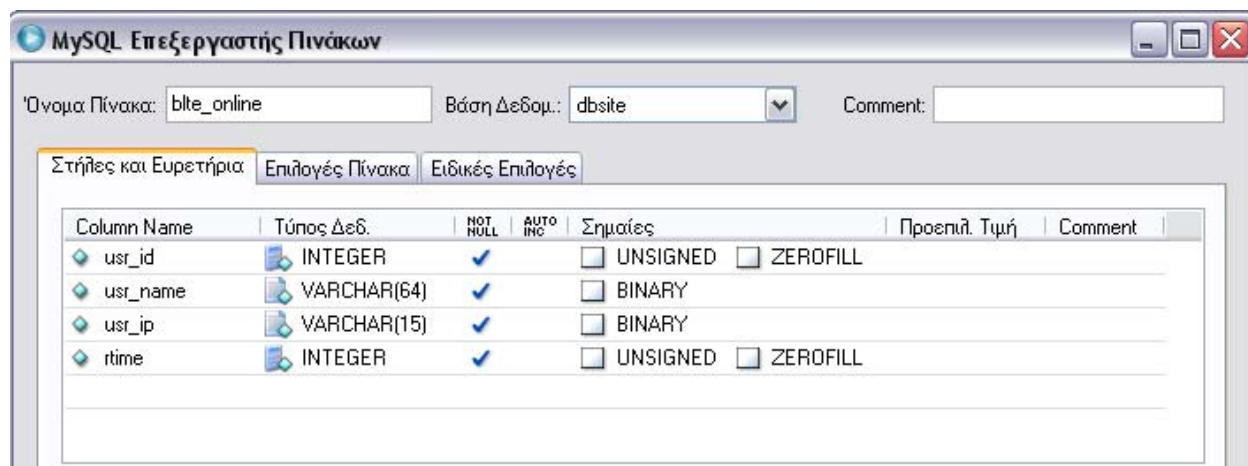 MySQL Επεξεργαστής Πινάκων
Όνομα Πίνακα: blte_online Βάση Δεδομ.: dbsite Comment:
Στήλες και Ευρετήρια Επιλογές Πίνακα Ειδικές Επιλογές
Column Name Τύπος Δεδ. NOT NULL AUTO INC Σημαίες Προεπιλ. Τιμή Comment
usr_id INTEGER UNSIGNED ZEROFILL
usr_name VARCHAR(64) BINARY
usr_ip VARCHAR(15) BINARY
rtime INTEGER UNSIGNED ZEROFILL